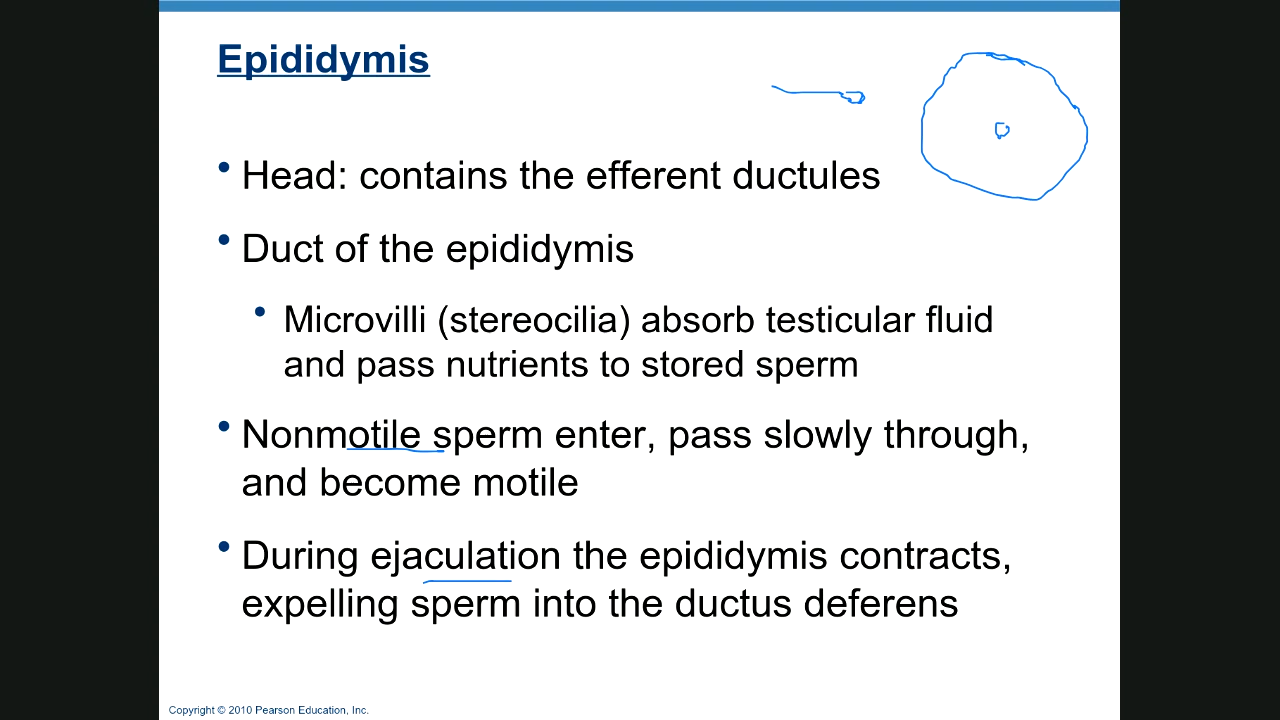 Epididymis
• Head: contains the efferent ductules
• Duct of the epididymis
• Microvilli (stereocilia) absorb testicular fluid
and pass nutrients to stored sperm
• Nonmotile sperm enter, pass slowly through,
and become motile
• During ejaculation the epididymis contracts,
expelling sperm into the ductus deferens
Copyright © 2010 Pearson Education, Inc.